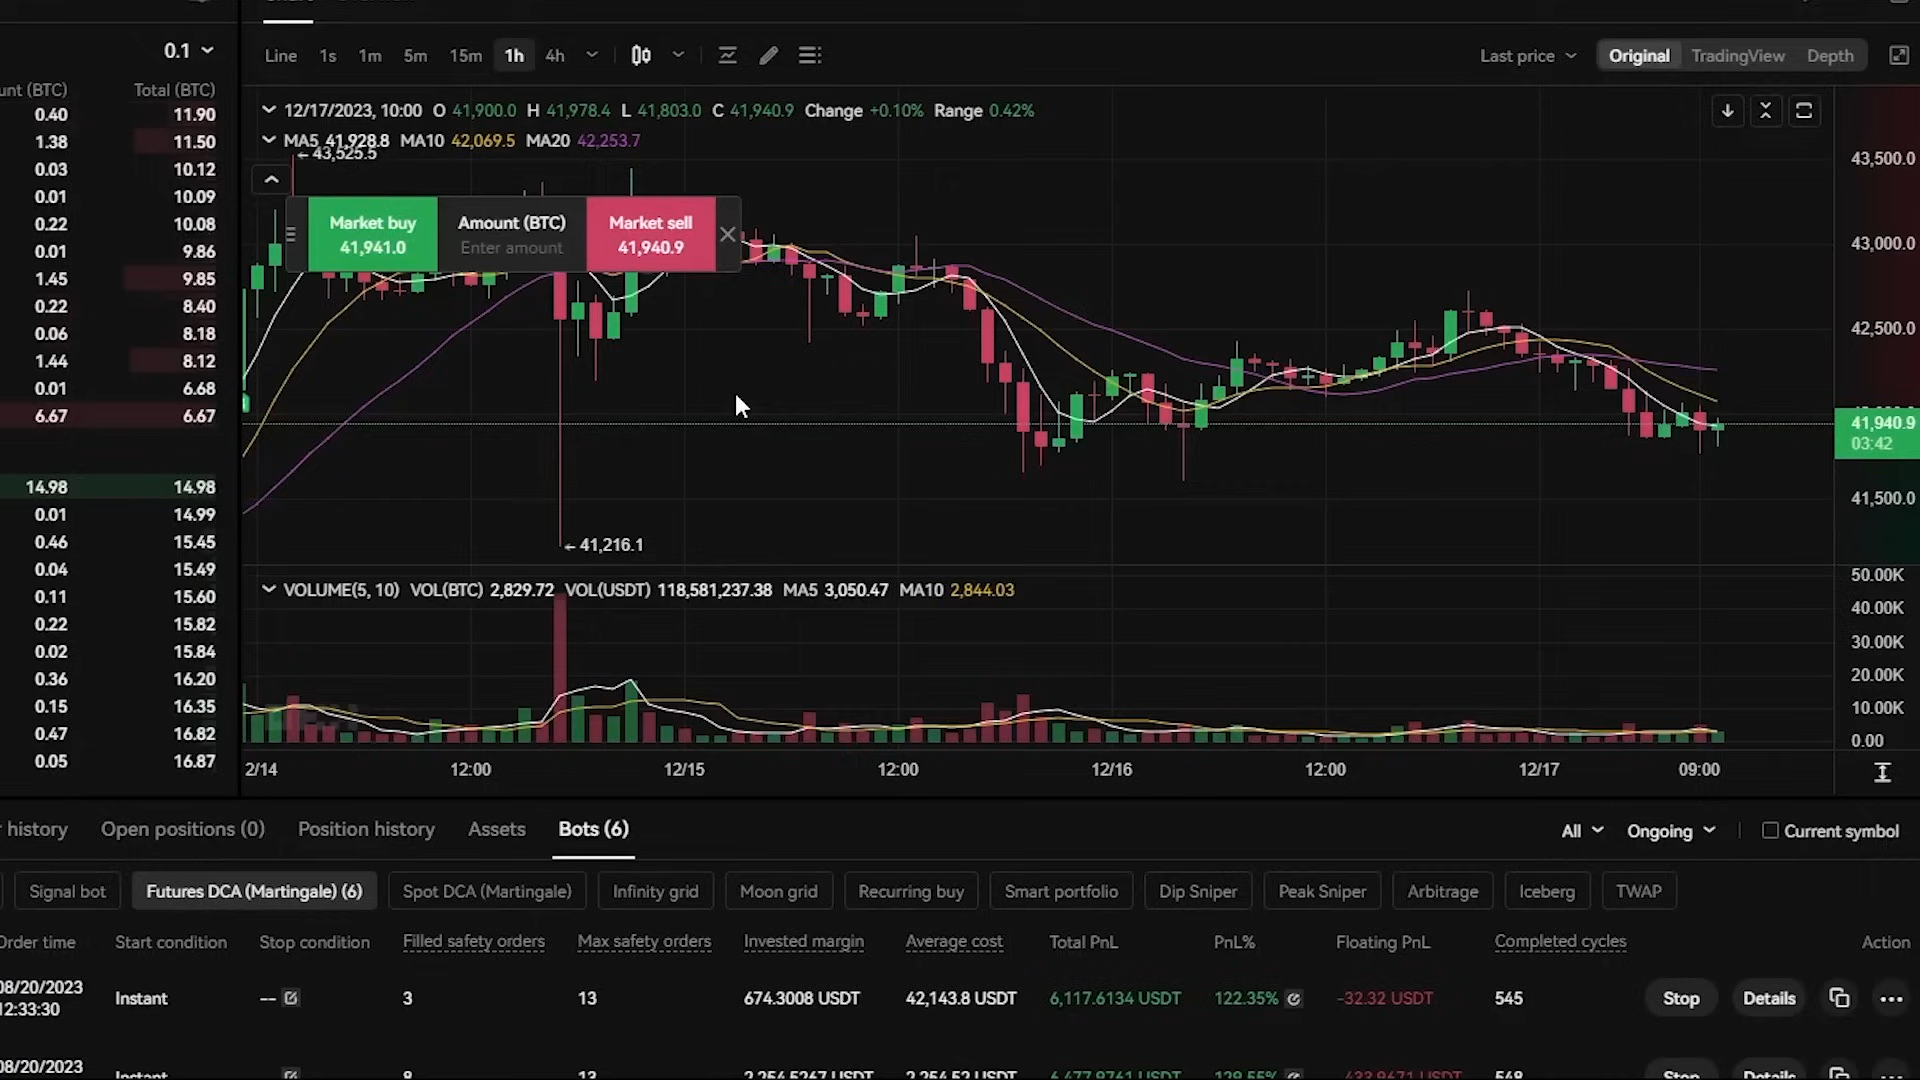 0.1
Line 1s 1m 5m 15m 1h 4h Last price Original TradingView Depth
unt (BTC) Total (BTC)
0.40 11.90
1.38 11.50
0.03 10.12
0.01 10.09
0.22 10.08
0.01 9.86
1.45 9.85
0.22 8.40
0.06 8.18
1.44 8.12
0.01 6.68
6.67 6.67
14.98 14.98
0.01 14.99
0.46 15.45
0.04 15.49
0.11 15.60
0.22 15.82
0.02 15.84
0.36 16.20
0.15 16.35
0.47 16.82
0.05 16.87
12/17/2023, 10:00 O 41,900.0 H 41,978.4 L 41,803.0 C 41,940.9 Change +0.10% Range 0.42%
MA5 41,928.8 MA10 42,069.5 MA20 42,253.7
←43,525.5
Market buy Amount (BTC) Market sell
41,941.0 Enter amount 41,940.9
←41,216.1
43,500.0
43,000.0
42,500.0
41,940.9
03:42
41,500.0
VOLUME(5, 10) VOL(BTC) 2,829.72 VOL(USDT) 118,581,237.38 MA5 3,050.47 MA10 2,844.03
50.00K
40.00K
30.00K
20.00K
10.00K
0.00
2/14 12:00 12/15 12:00 12/16 12:00 12/17 09:00
r history Open positions (0) Position history Assets Bots (6) All Ongoing Current symbol
Signal bot Futures DCA (Martingale) (6) Spot DCA (Martingale) Infinity grid Moon grid Recurring buy Smart portfolio Dip Sniper Peak Sniper Arbitrage Iceberg TWAP
Order time Start condition Stop condition Filled safety orders Max safety orders Invested margin Average cost Total PnL PnL% Floating PnL Completed cycles Action
08/20/2023
12:33:30 Instant -- 3 13 674.3008 USDT 42,143.8 USDT 6,117.6134 USDT 122.35% -32.32 USDT 545 Stop Details
08/20/2023
Instant 13 Stop Details